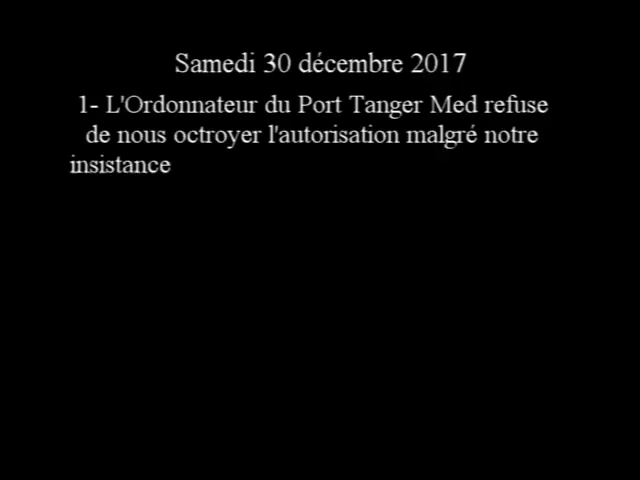 Samedi 30 décembre 2017
1- L'Ordonnateur du Port Tanger Med refuse
de nous octroyer l'autorisation malgré notre
insistance